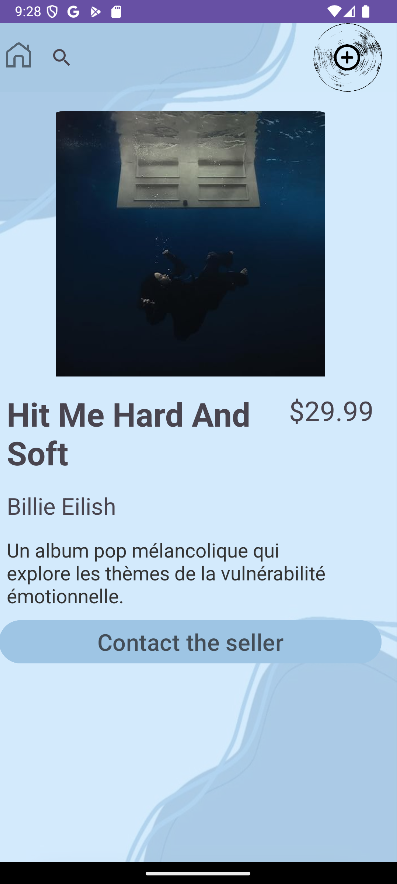 9:28
Hit Me Hard And
Soft
$29.99
Billie Eilish
Un album pop mélancolique qui
explore les thèmes de la vulnérabilité
émotionnelle.
Contact the seller